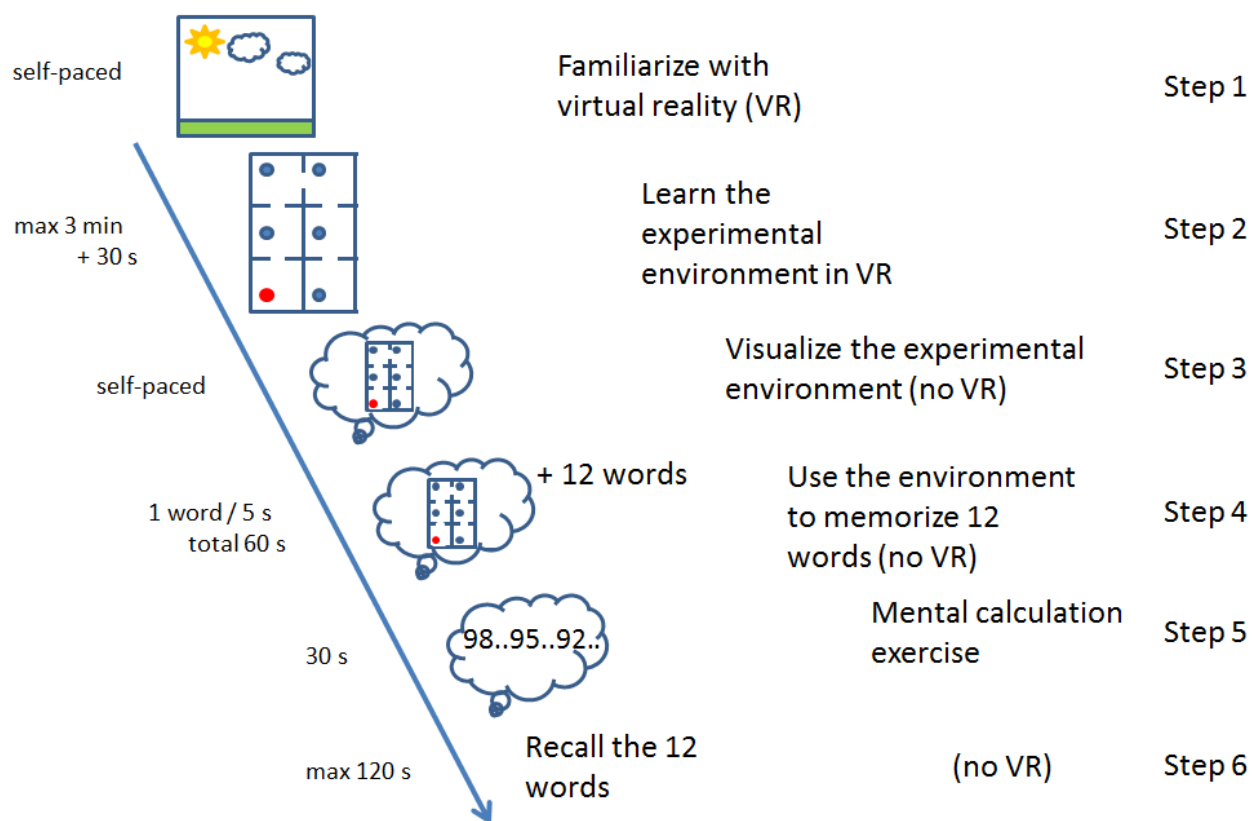 self-paced
Familiarize with
virtual reality (VR)
Step 1
max 3 min
+ 30 s
Learn the
experimental
environment in VR
Step 2
self-paced
Visualize the experimental
environment (no VR)
Step 3
1 word / 5 s
total 60 s
+ 12 words
Use the environment
to memorize 12
words (no VR)
Step 4
30 s
98..95..92..
Mental calculation
exercise
Step 5
max 120 s
Recall the 12
words
(no VR)
Step 6